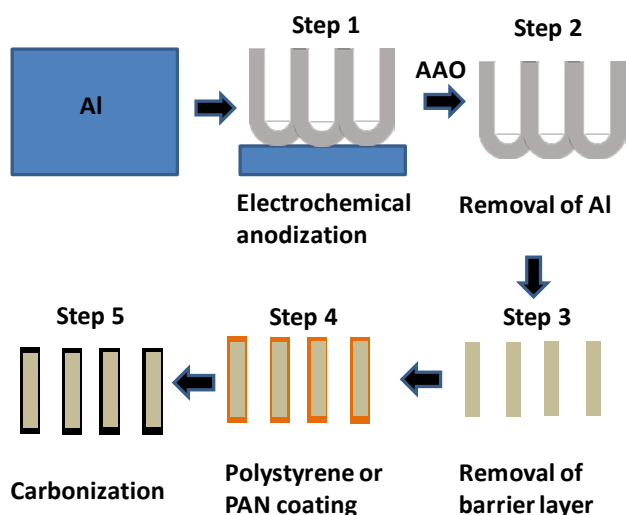 Al
Step 1
Electrochemical
anodization
AAO
Step 2
Removal of Al
Step 3
Removal of
barrier layer
Step 4
Polystyrene or
PAN coating
Step 5
Carbonization